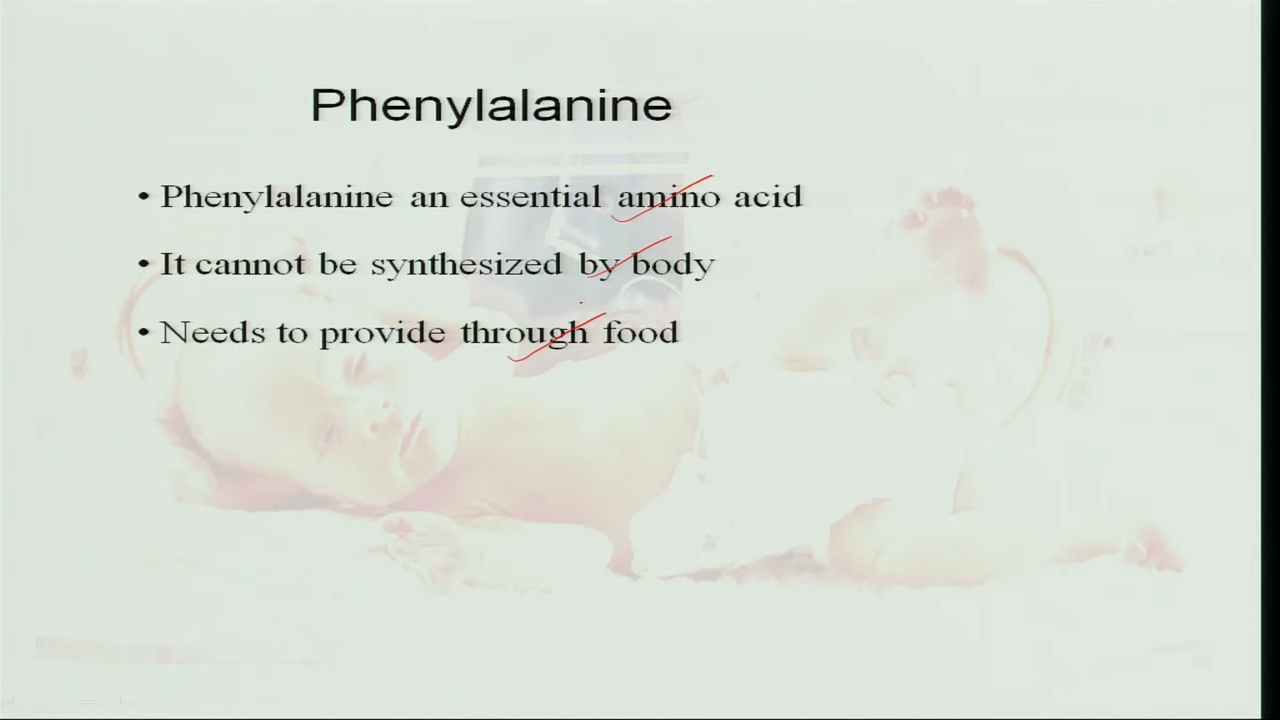 Phenylalanine
• Phenylalanine an essential amino acid
• It cannot be synthesized by body
• Needs to provide through food